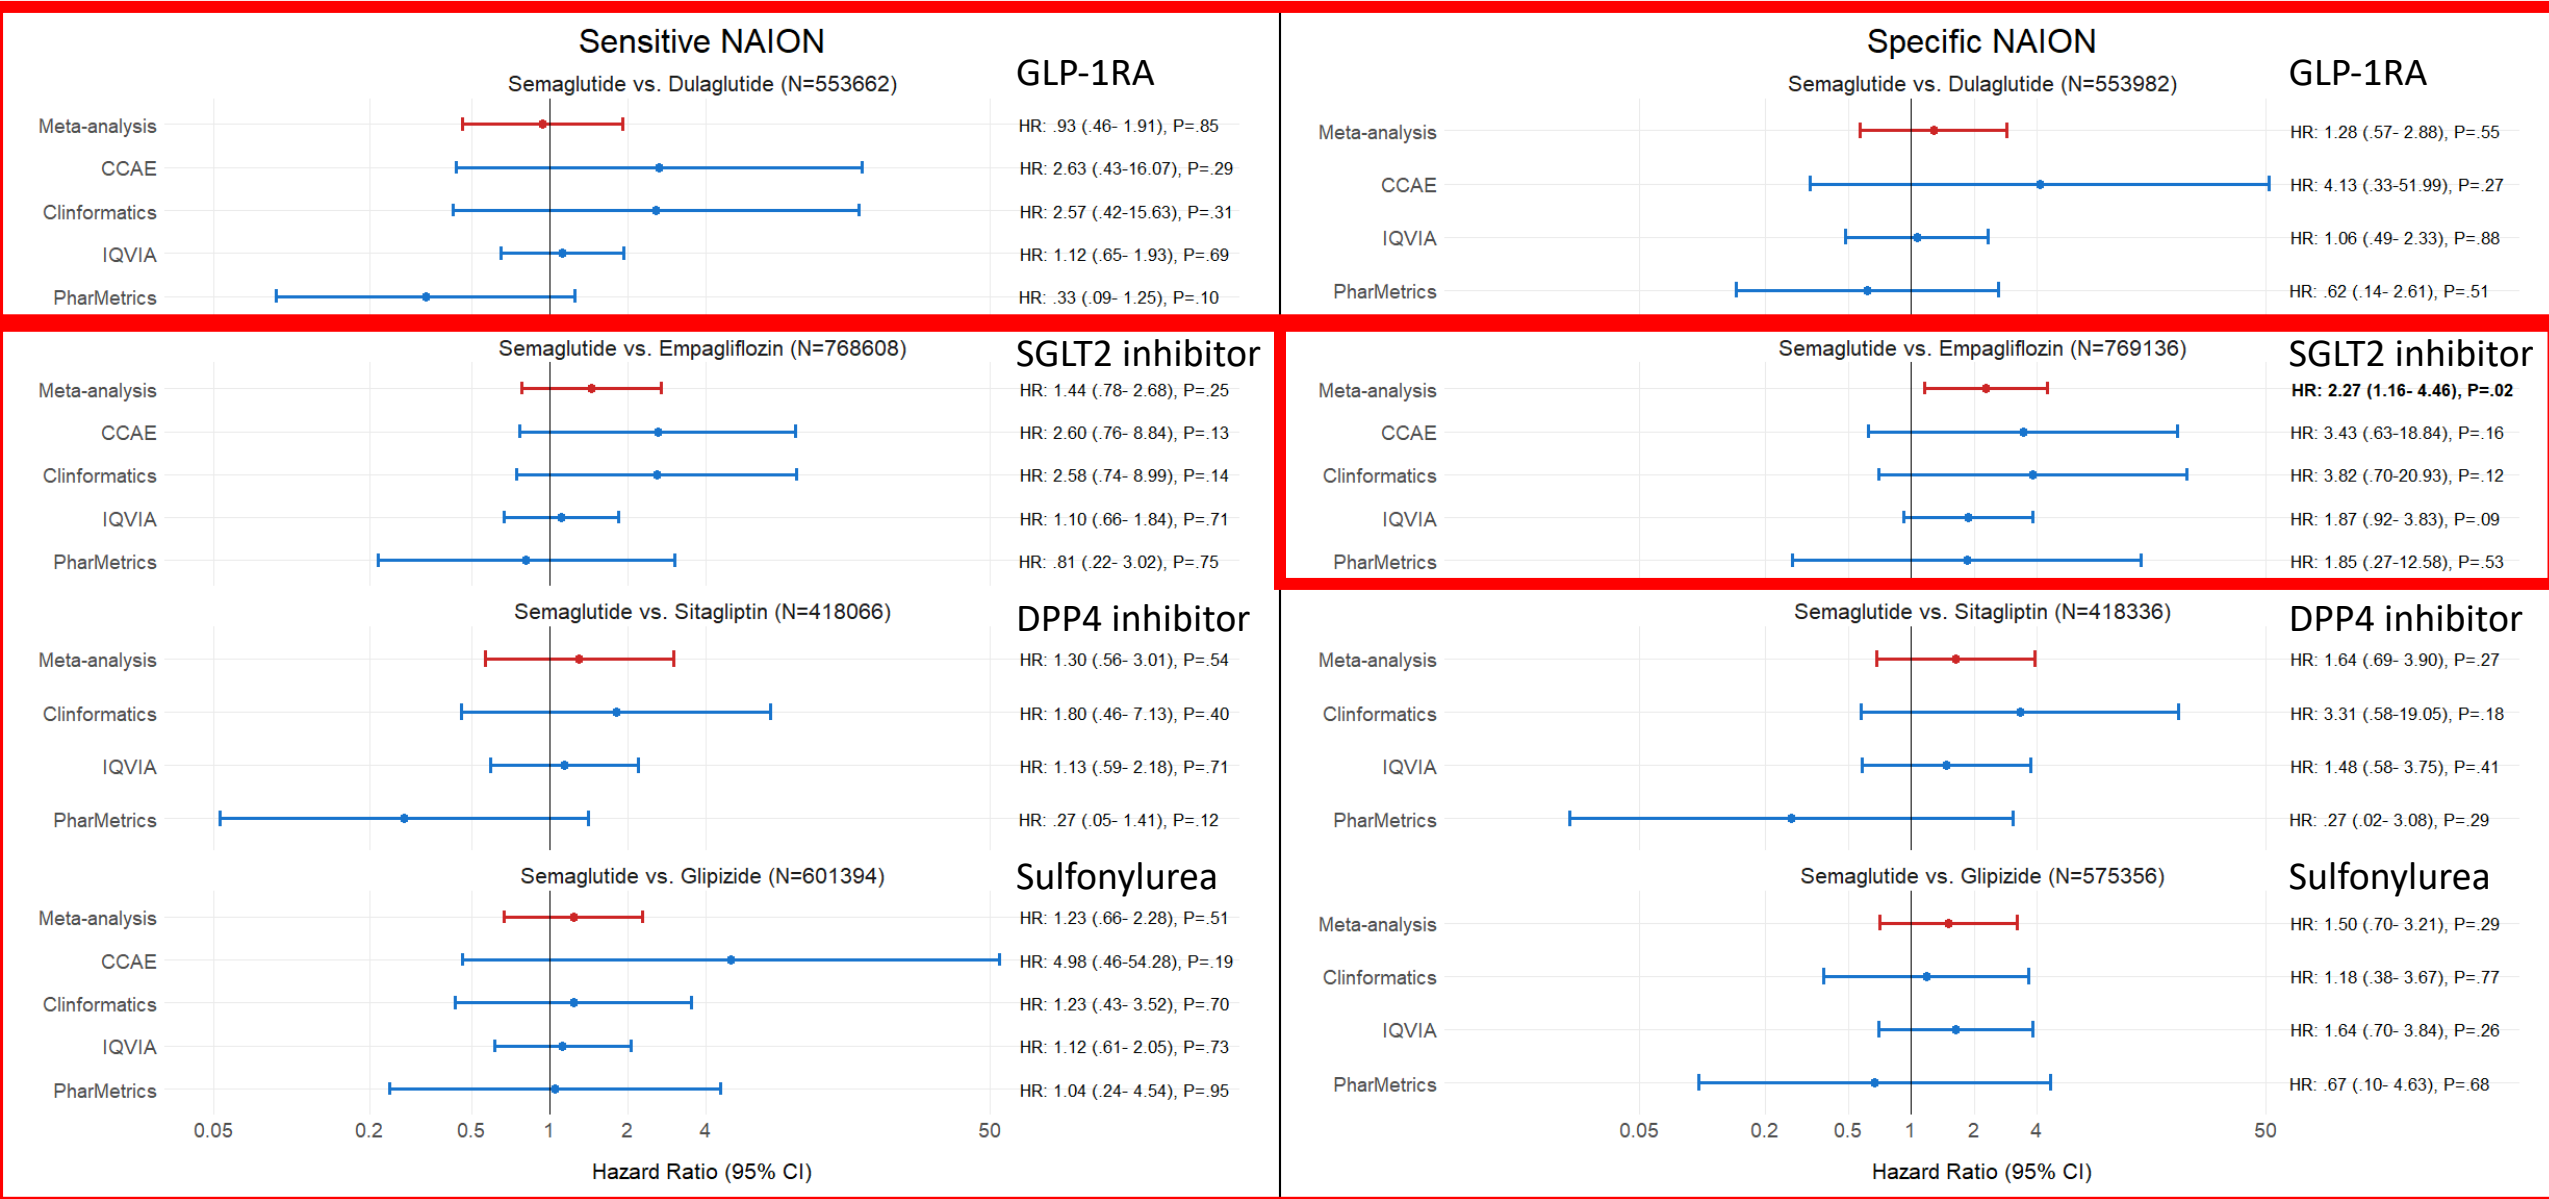 Sensitive NAION
Semaglutide vs. Dulaglutide (N=553662)
GLP-1RA
Meta-analysis HR: .93 (.46- 1.91), P=.85
CCAE HR: 2.63 (.43-16.07), P=.29
Clinformatics HR: 2.57 (.42-15.63), P=.31
IQVIA HR: 1.12 (.65- 1.93), P=.69
PharMetrics HR: .33 (.09- 1.25), P=.10
Semaglutide vs. Empagliflozin (N=768608)
SGLT2 inhibitor
Meta-analysis HR: 1.44 (.78- 2.68), P=.25
CCAE HR: 2.60 (.76- 8.84), P=.13
Clinformatics HR: 2.58 (.74- 8.99), P=.14
IQVIA HR: 1.10 (.66- 1.84), P=.71
PharMetrics HR: .81 (.22- 3.02), P=.75
Semaglutide vs. Sitagliptin (N=418066)
DPP4 inhibitor
Meta-analysis HR: 1.30 (.56- 3.01), P=.54
Clinformatics HR: 1.80 (.46- 7.13), P=.40
IQVIA HR: 1.13 (.59- 2.18), P=.71
PharMetrics HR: .27 (.05- 1.41), P=.12
Semaglutide vs. Glipizide (N=601394)
Sulfonylurea
Meta-analysis HR: 1.23 (.66- 2.28), P=.51
CCAE HR: 4.98 (.46-54.28), P=.19
Clinformatics HR: 1.23 (.43- 3.52), P=.70
IQVIA HR: 1.12 (.61- 2.05), P=.73
PharMetrics HR: 1.04 (.24- 4.54), P=.95
0.05 0.2 0.5 1 2 4 50
Hazard Ratio (95% CI)
Specific NAION
Semaglutide vs. Dulaglutide (N=553982)
GLP-1RA
Meta-analysis HR: 1.28 (.57- 2.88), P=.55
CCAE HR: 4.13 (.33-51.99), P=.27
IQVIA HR: 1.06 (.49- 2.33), P=.88
PharMetrics HR: .62 (.14- 2.61), P=.51
Semaglutide vs. Empagliflozin (N=769136)
SGLT2 inhibitor
Meta-analysis HR: 2.27 (1.16- 4.46), P=.02
CCAE HR: 3.43 (.63-18.84), P=.16
Clinformatics HR: 3.82 (.70-20.93), P=.12
IQVIA HR: 1.87 (.92- 3.83), P=.09
PharMetrics HR: 1.85 (.27-12.58), P=.53
Semaglutide vs. Sitagliptin (N=418336)
DPP4 inhibitor
Meta-analysis HR: 1.64 (.69- 3.90), P=.27
Clinformatics HR: 3.31 (.58-19.05), P=.18
IQVIA HR: 1.48 (.58- 3.75), P=.41
PharMetrics HR: .27 (.02- 3.08), P=.29
Semaglutide vs. Glipizide (N=575356)
Sulfonylurea
Meta-analysis HR: 1.50 (.70- 3.21), P=.29
Clinformatics HR: 1.18 (.38- 3.67), P=.77
IQVIA HR: 1.64 (.70- 3.84), P=.26
PharMetrics HR: .67 (.10- 4.63), P=.68
0.05 0.2 0.5 1 2 4 50
Hazard Ratio (95% CI)